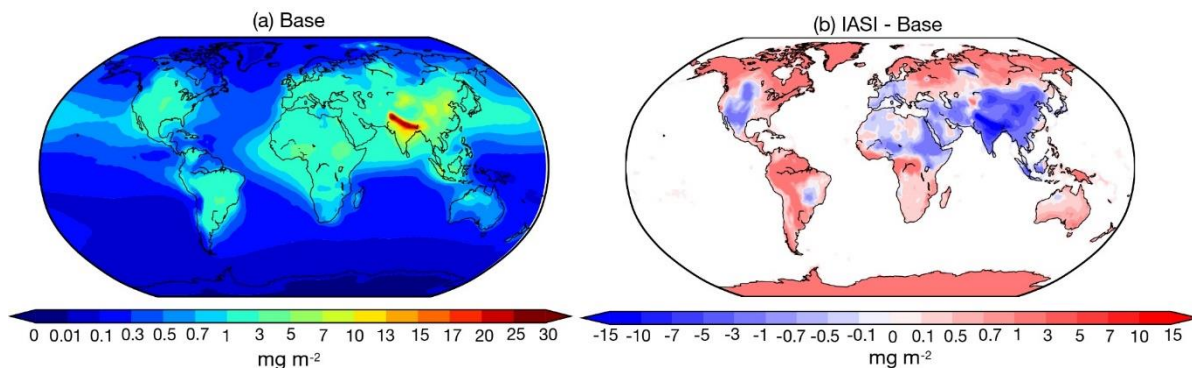 (a) Base
(b) IASI - Base
0 0.01 0.1 0.3 0.5 0.7 1 3 5 7 10 13 15 17 20 25 30
mg m⁻²
-15 -10 -7 -5 -3 -1 -0.7 -0.5 -0.1 0 0.1 0.5 0.7 1 3 5 7 10 15
mg m⁻²